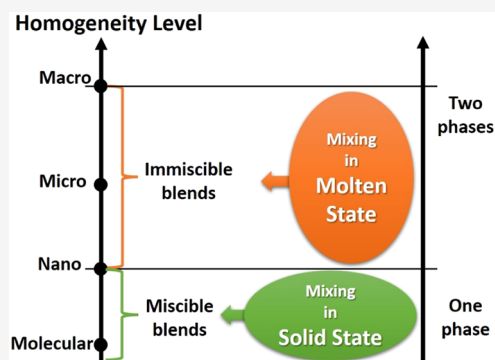 Homogeneity Level
Macro
Two
phases
Mixing
in
Molten
State
Immiscible
blends
Micro
Nano
Mixing
in
Solid State
Miscible
blends
One
phase
Molecular